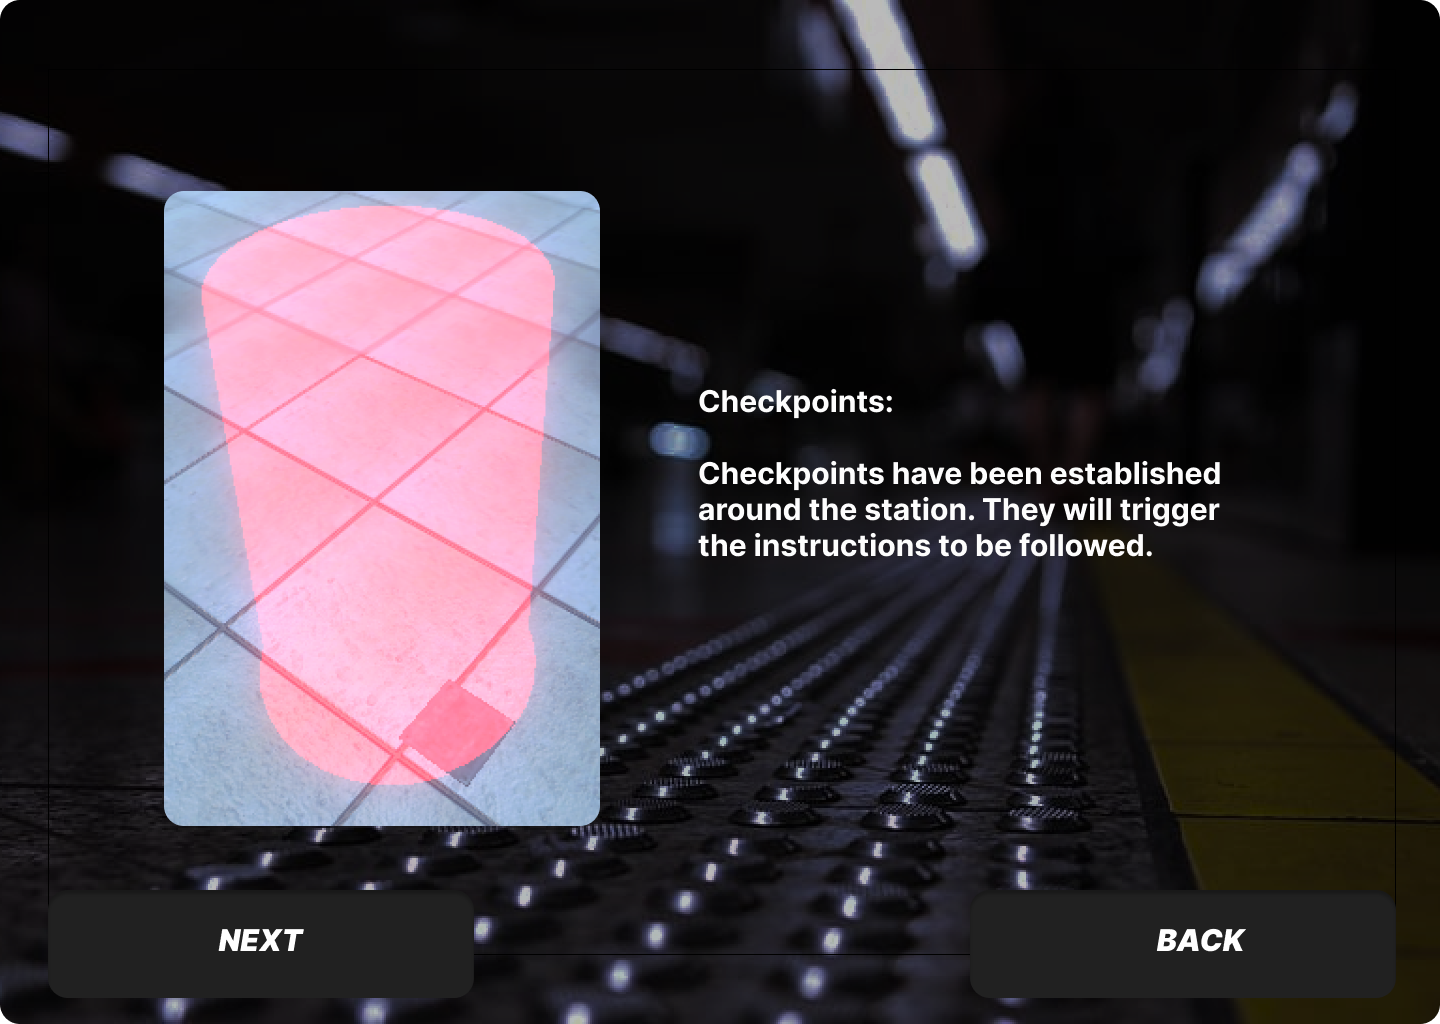 Checkpoints:
Checkpoints have been established
around the station. They will trigger
the instructions to be followed.
NEXT
BACK